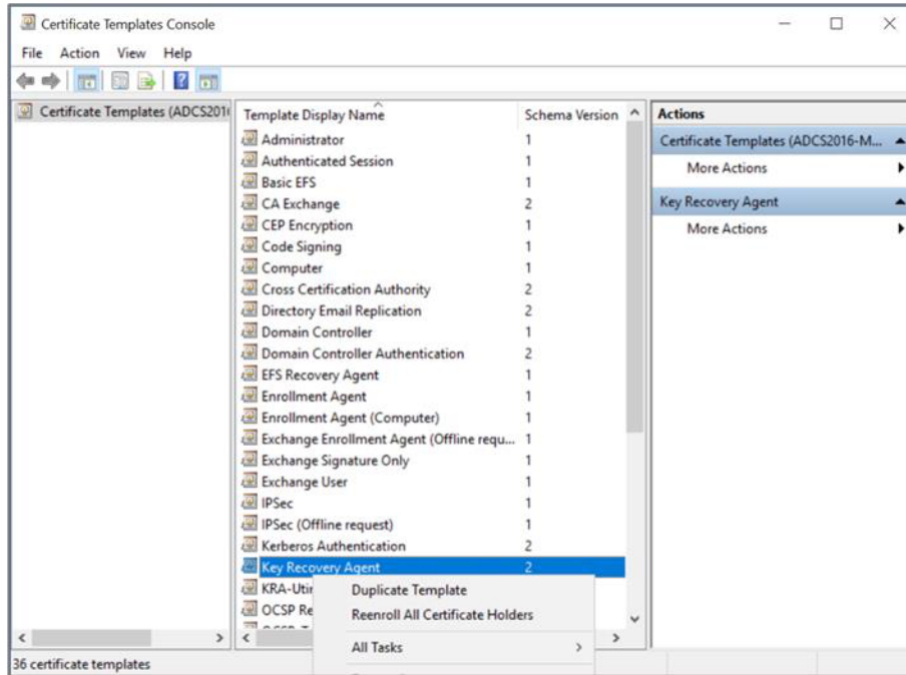 Certificate Templates Console
File Action View Help
Certificate Templates (ADCS201
Template Display Name Schema Version
Administrator 1
Authenticated Session 1
Basic EFS 1
CA Exchange 2
CEP Encryption 1
Code Signing 1
Computer 1
Cross Certification Authority 2
Directory Email Replication 2
Domain Controller 1
Domain Controller Authentication 2
EFS Recovery Agent 1
Enrollment Agent 1
Enrollment Agent (Computer) 1
Exchange Enrollment Agent (Offline requ... 1
Exchange Signature Only 1
Exchange User 1
IPSec 1
IPSec (Offline request) 1
Kerberos Authentication 2
Key Recovery Agent 2
KRA-Uti
OCSP Re
Duplicate Template
Reenroll All Certificate Holders
All Tasks
Actions
Certificate Templates (ADCS2016-M...
More Actions
Key Recovery Agent
More Actions
36 certificate templates